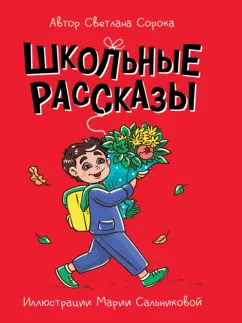 Автор Светлана Сорока
ШКОЛЬНЫЕ
РАССКАЗЫ
Иллюстрации Марии Сальниковой